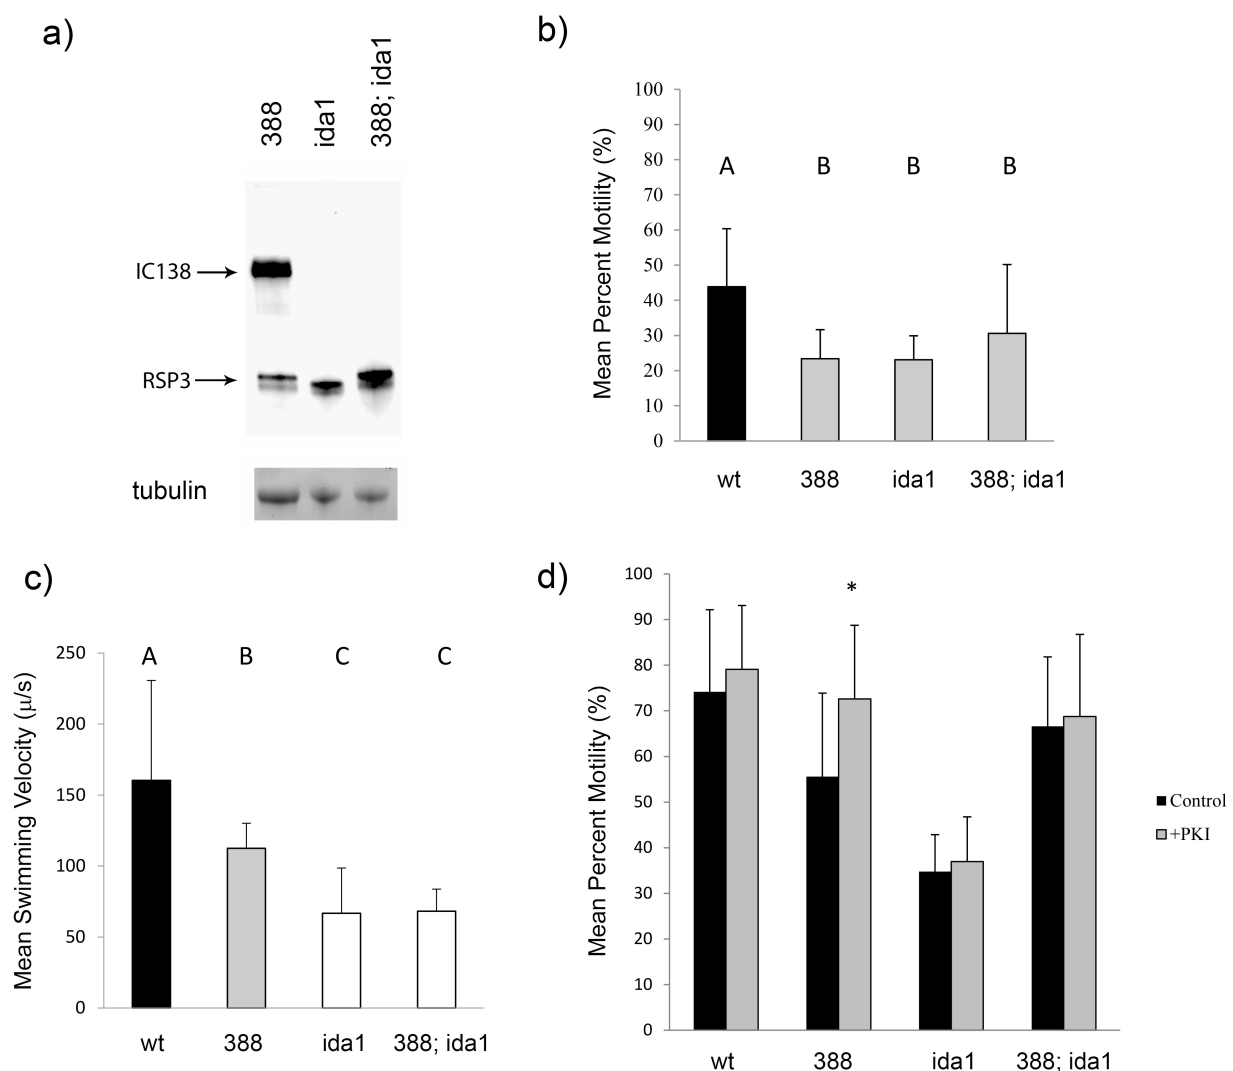 a)
388
ida1
388; ida1
IC138
RSP3
tubulin
b)
Mean Percent Motility (%)
100
90
80
70
60
50
40
30
20
10
0
A
B
B
B
wt
388
ida1
388; ida1
c)
Mean Swimming Velocity (μ/s)
250
200
150
100
50
0
A
B
C
C
wt
388
ida1
388; ida1
d)
Mean Percent Motility (%)
100
90
80
70
60
50
40
30
20
10
0
*
Control
+PKI
wt
388
ida1
388; ida1